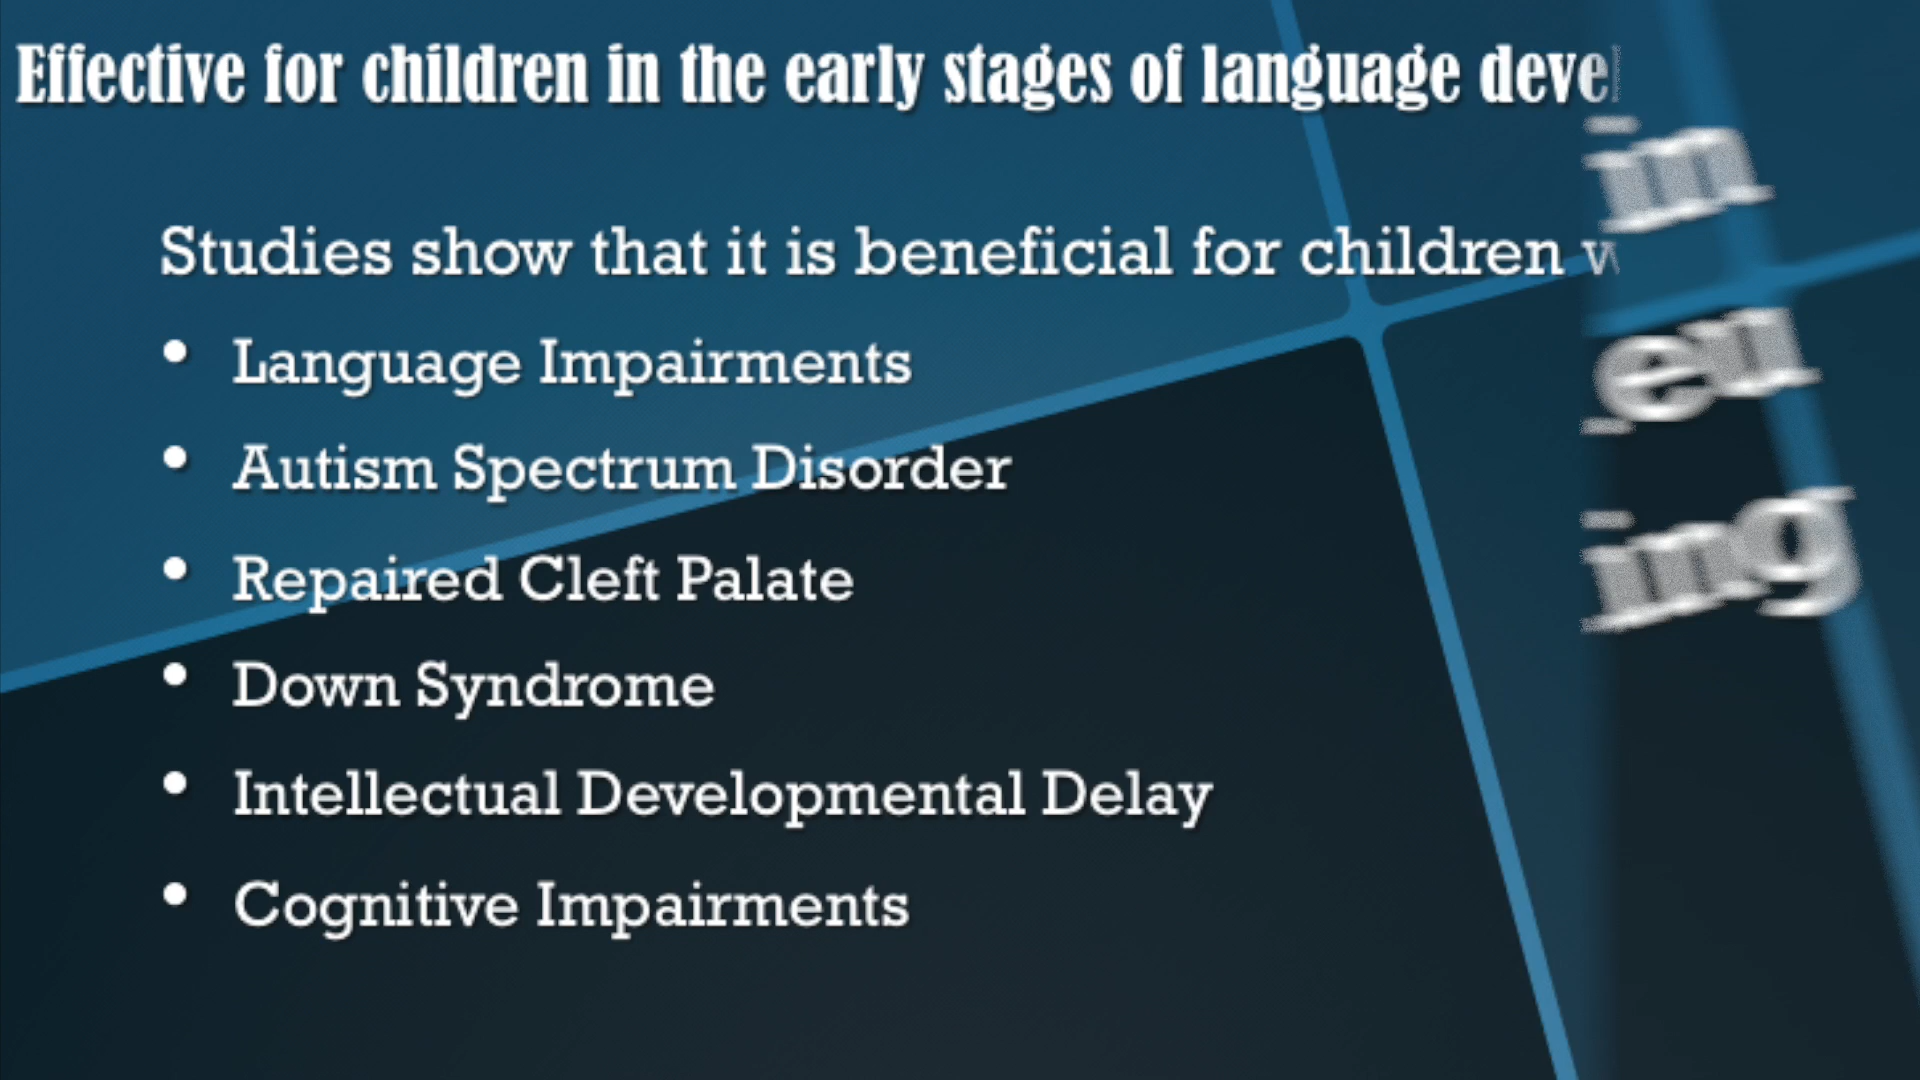 Effective for children in the early stages of language
Studies show that it is beneficial for children
• Language Impairments
• Autism Spectrum Disorder
• Repaired Cleft Palate
• Down Syndrome
• Intellectual Developmental Delay
• Cognitive Impairments